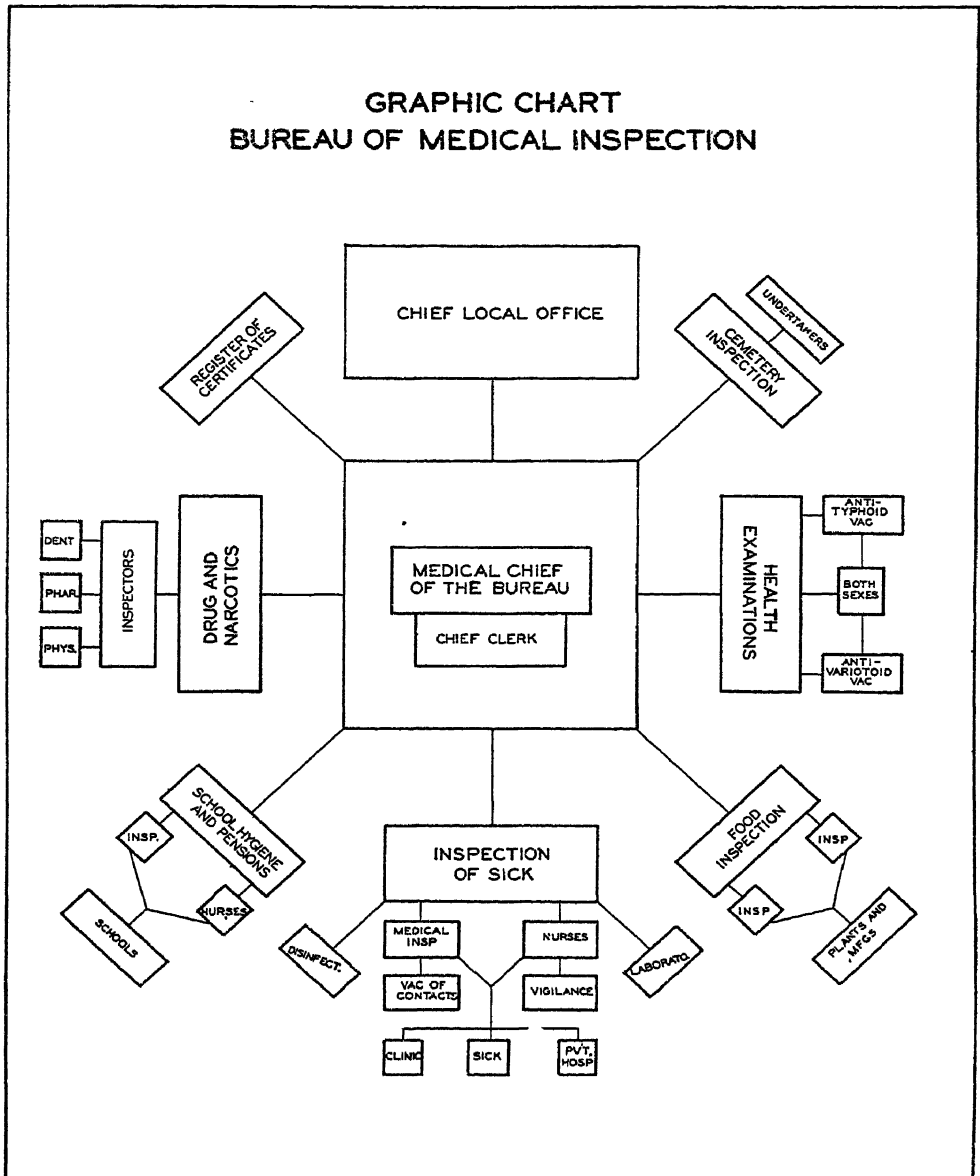 GRAPHIC CHART
BUREAU OF MEDICAL INSPECTION
CHIEF LOCAL OFFICE
REGISTER OF
CERTIFICATES
UNDERTAKERS
CEMETERY
INSPECTION
DENT
PHAR.
PHYS.
INSPECTORS
DRUG AND
NARCOTICS
MEDICAL CHIEF
OF THE BUREAU
CHIEF CLERK
HEALTH
EXAMINATIONS
ANTI-
TYPHOID
VAC
BOTH
SEXES
ANTI-
VARIOTOID
VAC
SCHOOL HYGIENE
AND PENSIONS
INSP.
NURSES
SCHOOLS
INSPECTION
OF SICK
DISINFECT.
MEDICAL
INSP
NURSES
LABORATO.
VAC OF
CONTACTS
VIGILANCE
CLINIC
SICK
PVT.
HOSP
FOOD
INSPECTION
INSP
INSP
PLANTS AND
MFGS